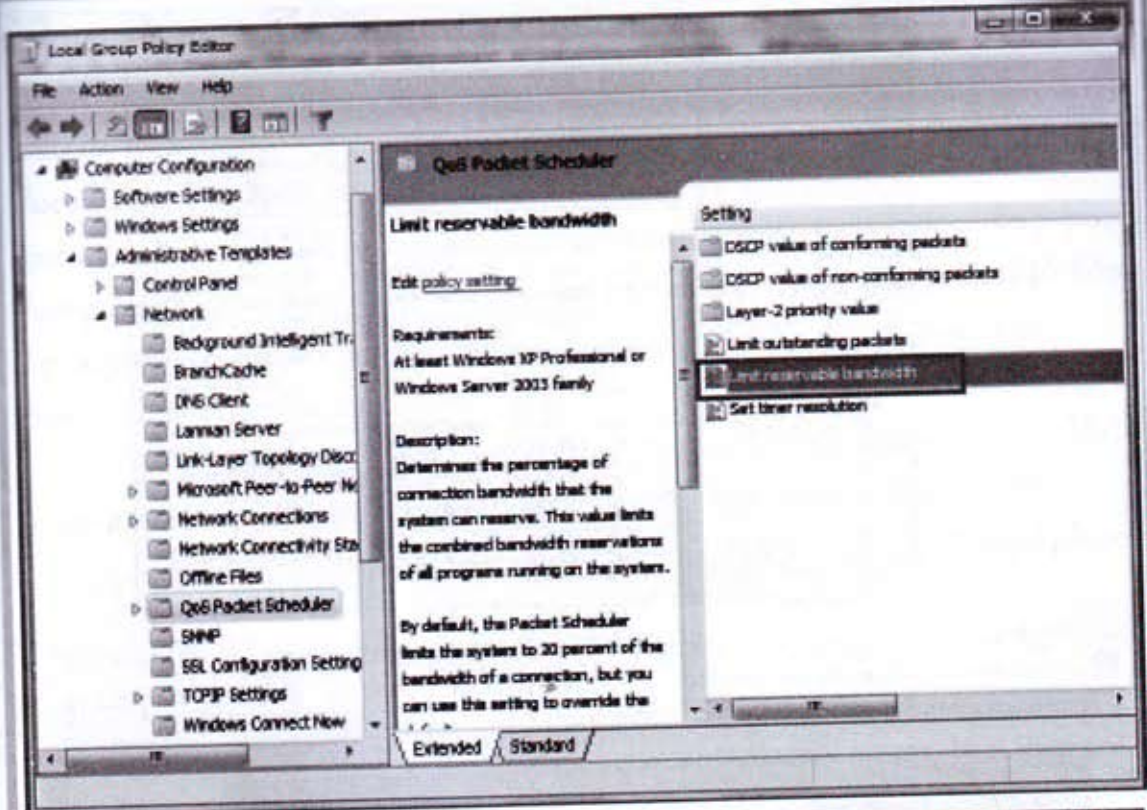 Local Group Policy Editor
File Action View Help
Computer Configuration
Software Settings
Windows Settings
Administrative Templates
Control Panel
Network
Background Intelligent Tra
BranchCache
DNS Client
Lanman Server
Link-Layer Topology Disco
Microsoft Peer-to-Peer Ne
Network Connections
Network Connectivity Sta
Offline Files
QoS Packet Scheduler
SNMP
SSL Configuration Setting
TCPIP Settings
Windows Connect Now
QoS Packet Scheduler
Limit reservable bandwidth
Edit policy setting
Requirements:
At least Windows XP Professional or
Windows Server 2003 family
Description:
Determines the percentage of
connection bandwidth that the
system can reserve. This value limits
the combined bandwidth reservations
of all programs running on the system.
By default, the Packet Scheduler
limits the system to 20 percent of the
bandwidth of a connection, but you
can use this setting to override the
Setting
DSCP value of conforming packets
DSCP value of non-conforming packets
Layer-2 priority value
Limit outstanding packets
Limit reservable bandwidth
Set timer resolution
Extended Standard